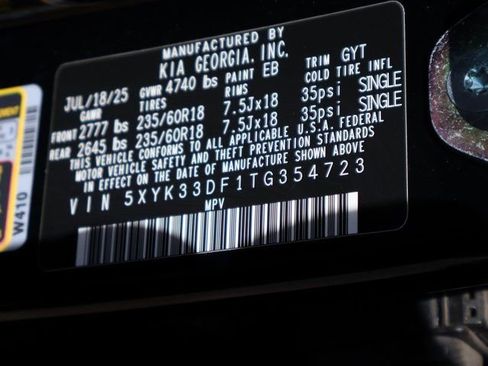 MANUFACTURED BY
KIA GEORGIA, INC.
JUL/18/25 GVWR 4740 lbs PAINT EB TRIM GYT
GAWR TIRES RIMS COLD TIRE INFL
FRONT 2777 lbs 235/60R18 7.5Jx18 35psi SINGLE
REAR 2645 lbs 235/60R18 7.5Jx18 35psi SINGLE
THIS VEHICLE CONFORMS TO ALL APPLICABLE U.S.A. FEDERAL
MOTOR VEHICLE SAFETY AND THEFT PREVENTION STANDARDS
IN EFFECT ON THE DATE OF MANUFACTURE SHOWN ABOVE
VIN 5XYK33DF1TG354723
MPV
W410